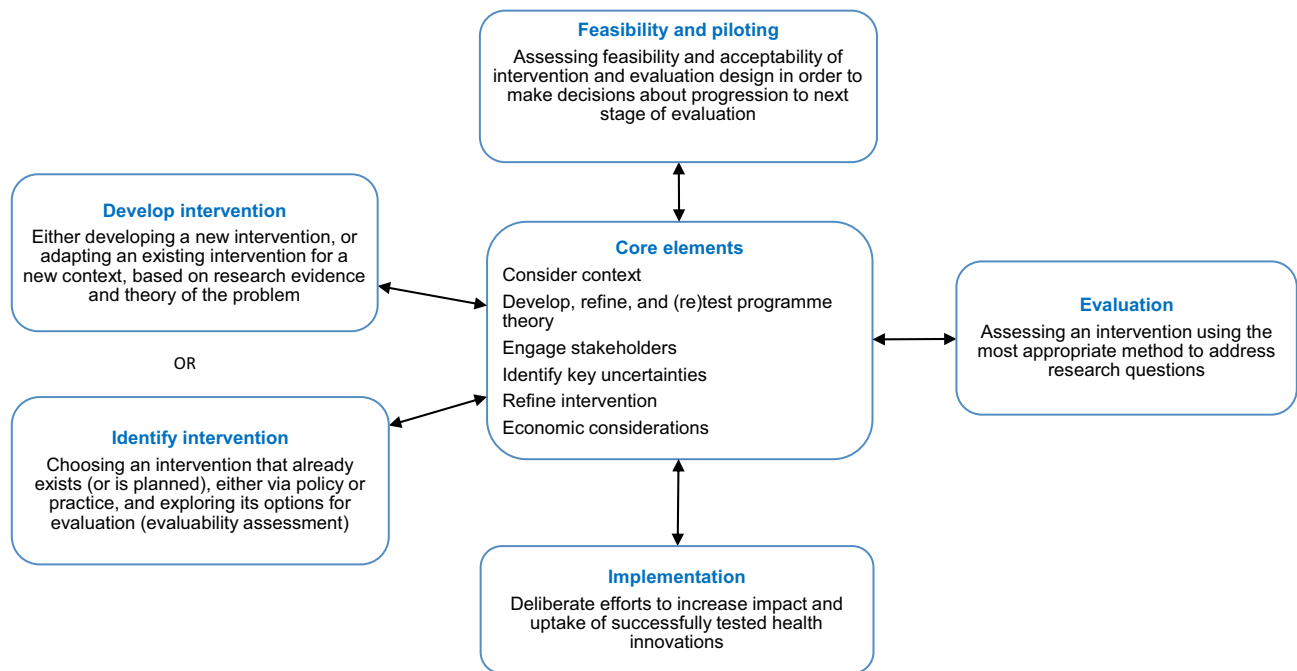 Feasibility and piloting
Assessing feasibility and acceptability of
intervention and evaluation design in order to
make decisions about progression to next
stage of evaluation
Develop intervention
Either developing a new intervention, or
adapting an existing intervention for a
new context, based on research evidence
and theory of the problem
OR
Identify intervention
Choosing an intervention that already
exists (or is planned), either via policy or
practice, and exploring its options for
evaluation (evaluability assessment)
Core elements
Consider context
Develop, refine, and (re)test programme
theory
Engage stakeholders
Identify key uncertainties
Refine intervention
Economic considerations
Evaluation
Assessing an intervention using the
most appropriate method to address
research questions
Implementation
Deliberate efforts to increase impact and
uptake of successfully tested health
innovations